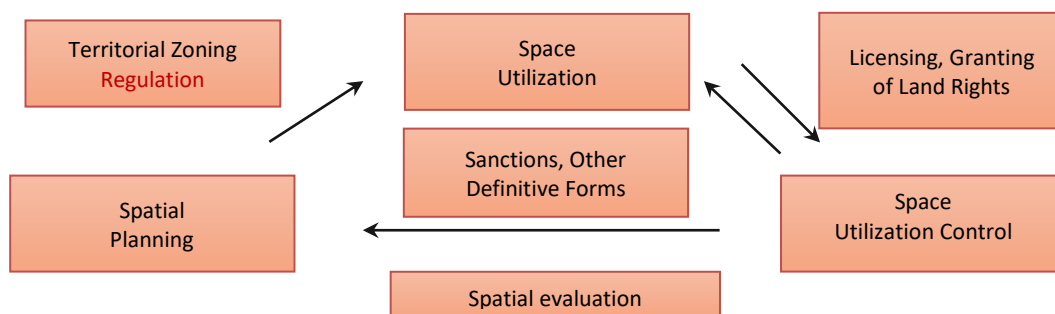 Territorial Zoning
Regulation
Space
Utilization
Licensing, Granting
of Land Rights
Sanctions, Other
Definitive Forms
Spatial
Planning
Space
Utilization Control
Spatial evaluation